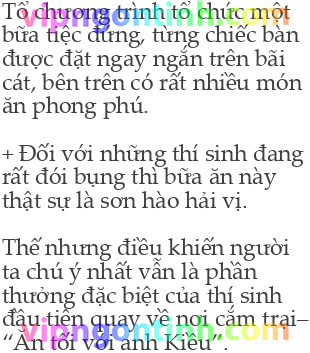 Tổ chương trình tổ chức một
bữa tiệc đứng, từng chiếc bàn
được đặt ngay ngắn trên bãi
cát, bên trên có rất nhiều món
ăn phong phú.
+ Đối với những thí sinh đang
rất đói bụng thì bữa ăn này
thật sự là sơn hào hải vị.
Thế nhưng điều khiến người
ta chú ý nhất vẫn là phần
thưởng đặc biệt của thí sinh
đầu tiên quay về nơi cắm trại–
“Ăn tối với anh Kiều”.
vipngontinh.com
vipngontinh.com